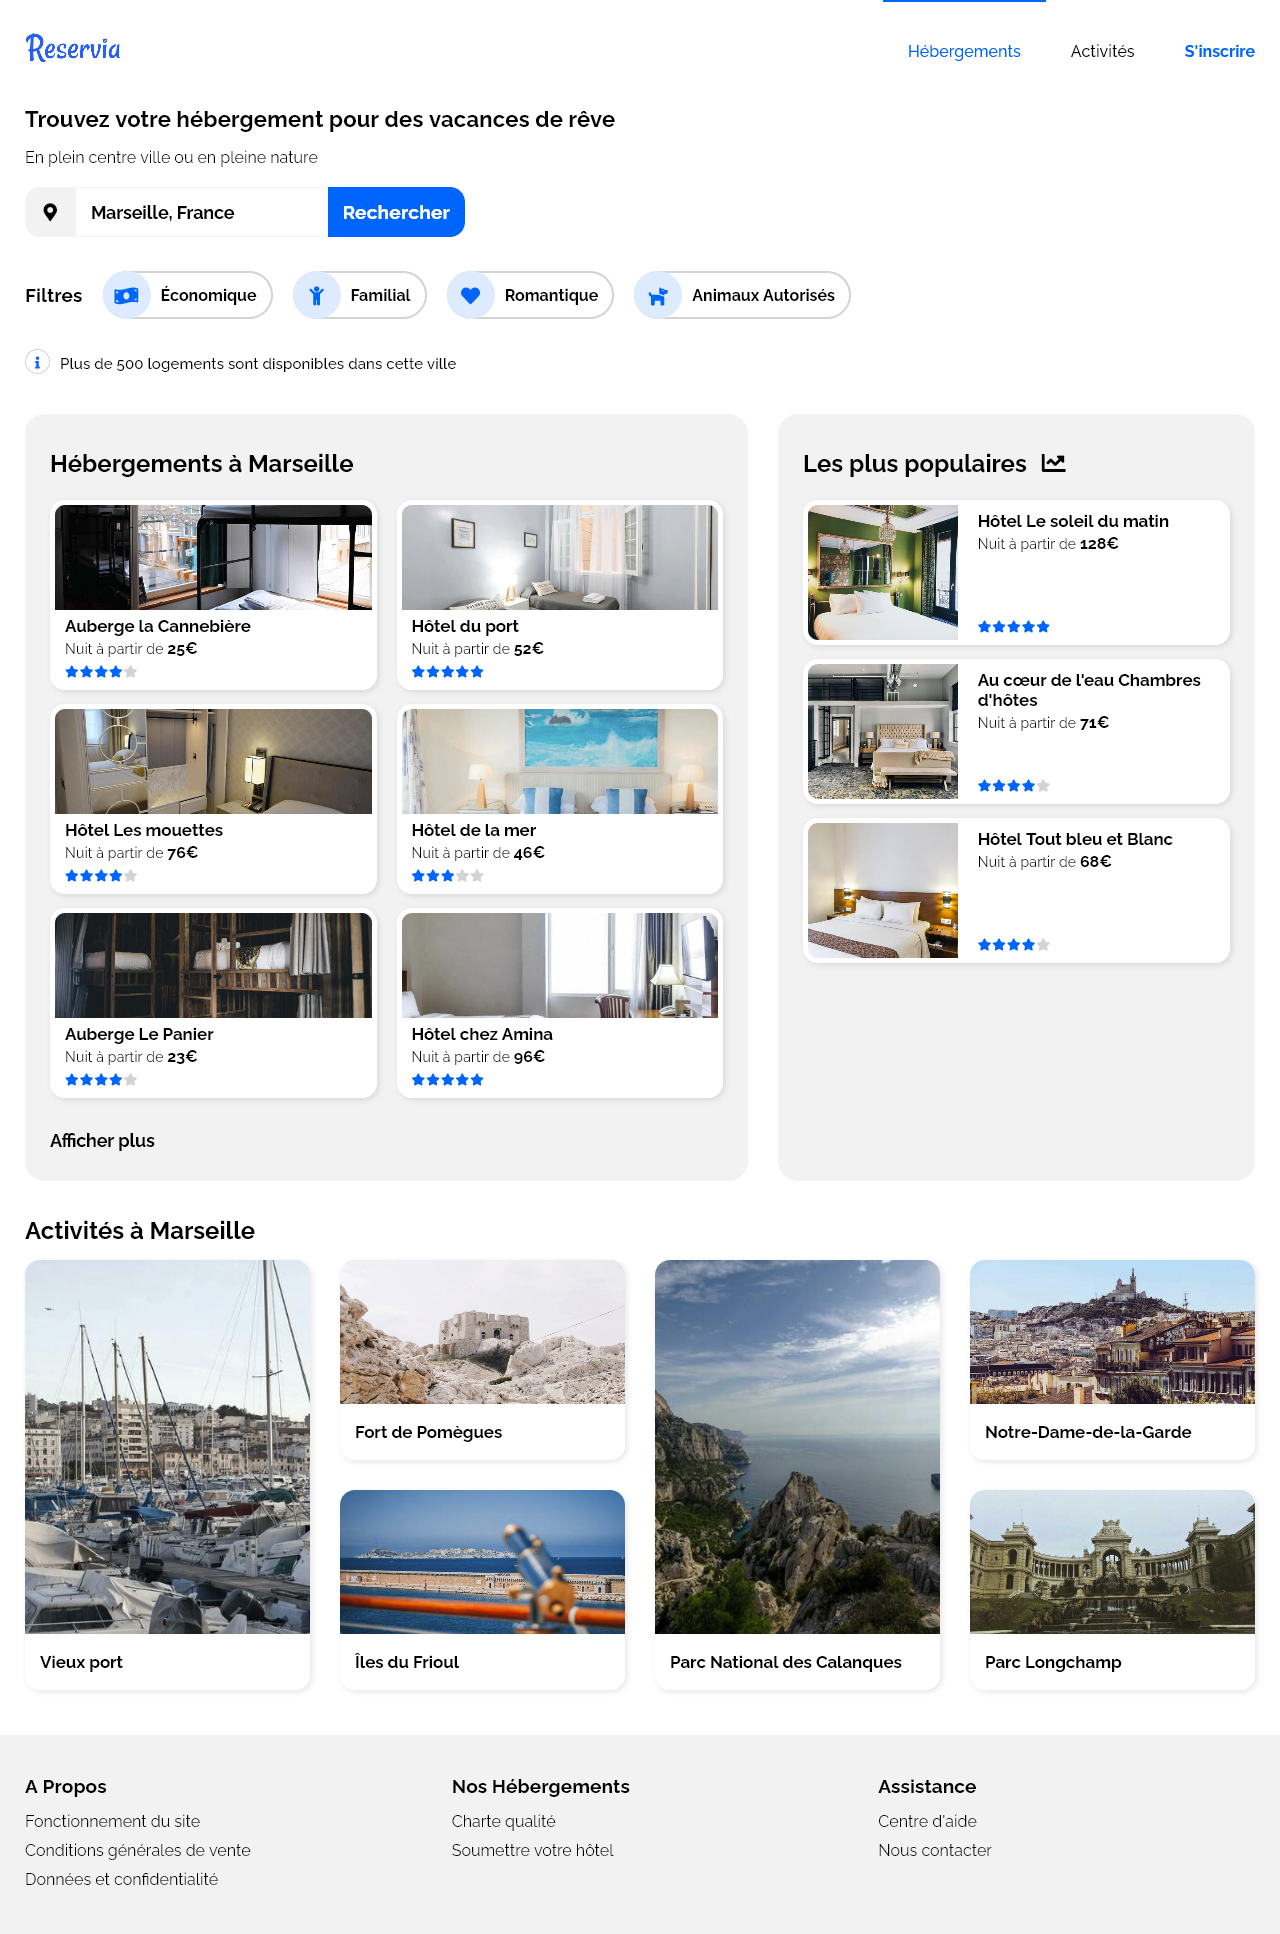 Reservia
Hébergements
Activités
S'inscrire
Trouvez votre hébergement pour des vacances de rêve
En plein centre ville ou en pleine nature
Marseille, France
Rechercher
Filtres
Économique
Familial
Romantique
Animaux Autorisés
Plus de 500 logements sont disponibles dans cette ville
Hébergements à Marseille
Auberge la Cannebière
Nuit à partir de 25€
Hôtel du port
Nuit à partir de 52€
Hôtel Les mouettes
Nuit à partir de 76€
Hôtel de la mer
Nuit à partir de 46€
Auberge Le Panier
Nuit à partir de 23€
Hôtel chez Amina
Nuit à partir de 96€
Afficher plus
Les plus populaires
Hôtel Le soleil du matin
Nuit à partir de 128€
Au cœur de l'eau Chambres
d'hôtes
Nuit à partir de 71€
Hôtel Tout bleu et Blanc
Nuit à partir de 68€
Activités à Marseille
Vieux port
Fort de Pomègues
Îles du Frioul
Parc National des Calanques
Notre-Dame-de-la-Garde
Parc Longchamp
A Propos
Fonctionnement du site
Conditions générales de vente
Données et confidentialité
Nos Hébergements
Charte qualité
Soumettre votre hôtel
Assistance
Centre d'aide
Nous contacter